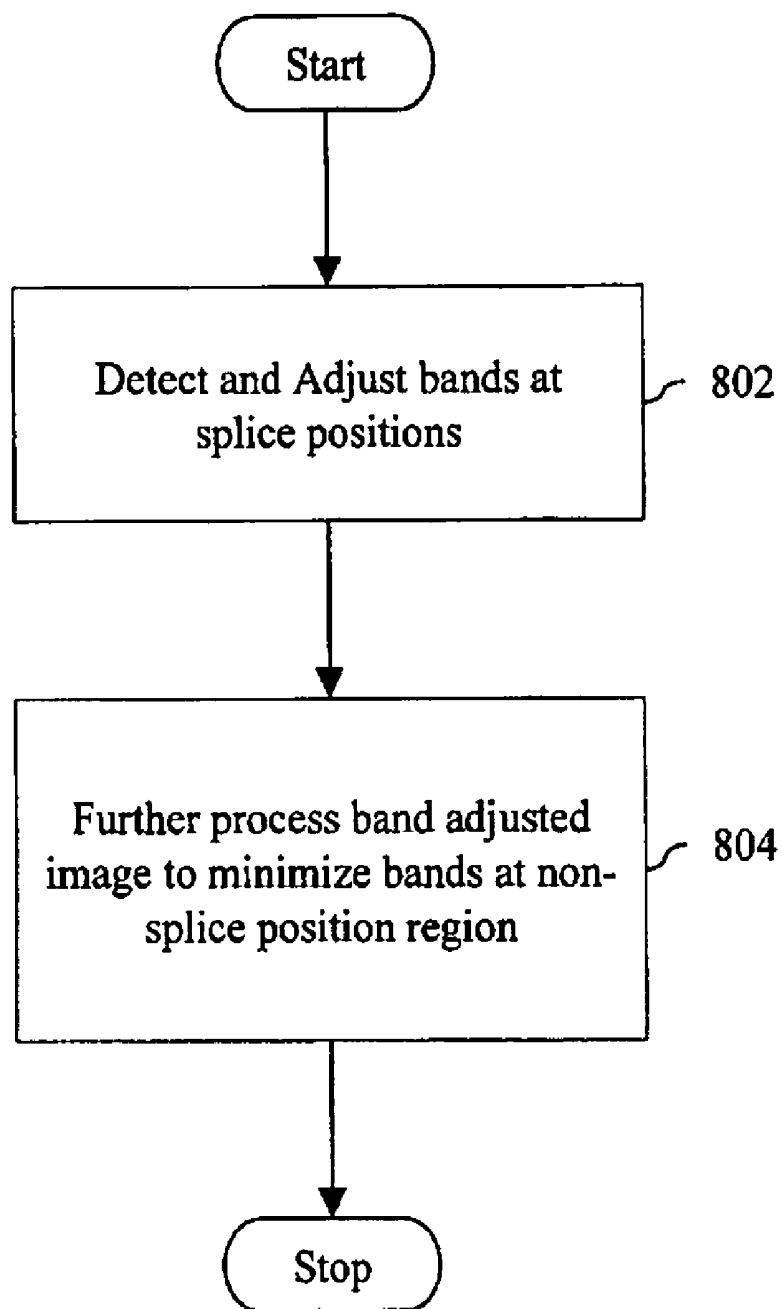 Start
Detect and Adjust bands at
splice positions
802
Further process band adjusted
image to minimize bands at non-
splice position region
804
Stop